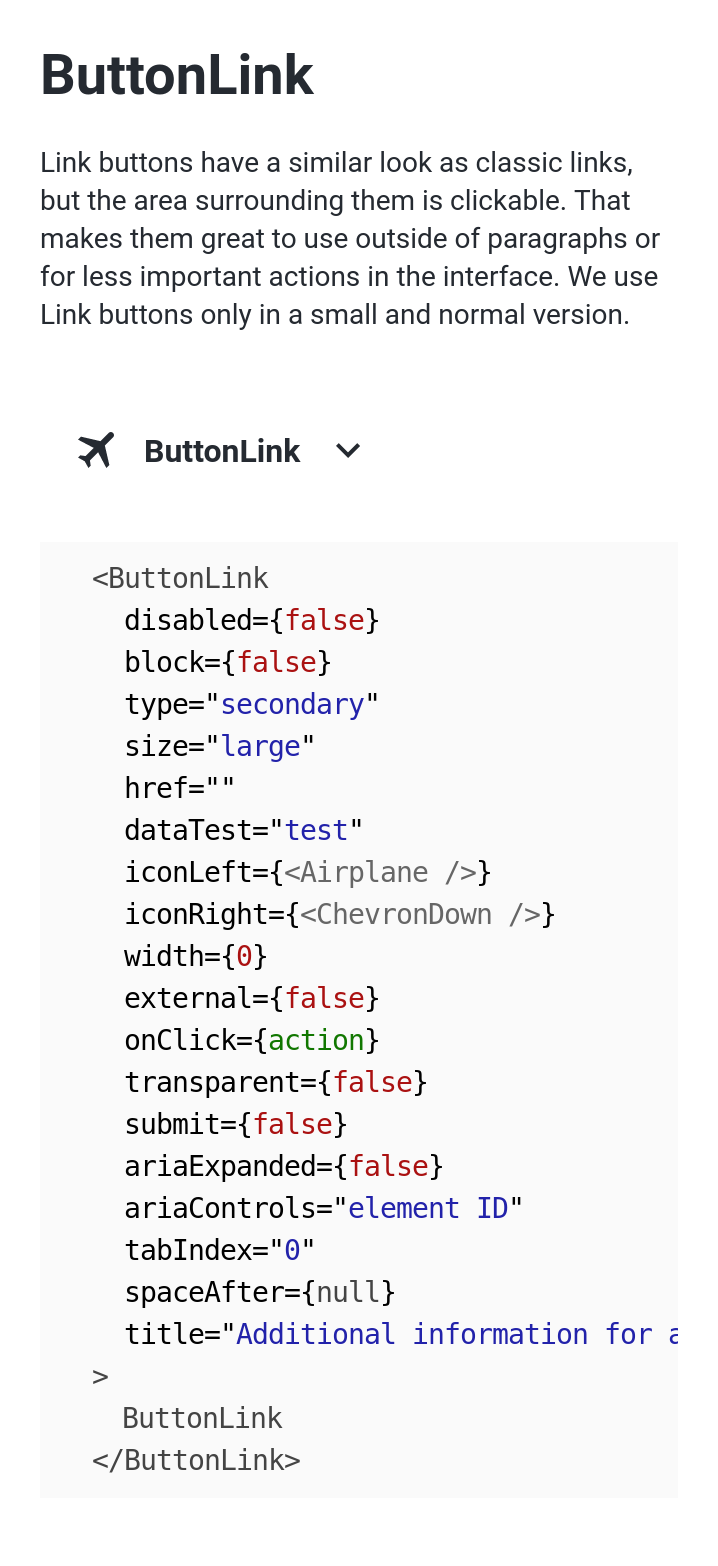 ButtonLink
Link buttons have a similar look as classic links,
but the area surrounding them is clickable. That
makes them great to use outside of paragraphs or
for less important actions in the interface. We use
Link buttons only in a small and normal version.
ButtonLink
<ButtonLink
disabled={false}
block={false}
type="secondary"
size="large"
href=""
dataTest="test"
iconLeft={<Airplane />}
iconRight={<ChevronDown />}
width={0}
external={false}
onClick={action}
transparent={false}
submit={false}
ariaExpanded={false}
ariaControls="element ID"
tabIndex="0"
spaceAfter={null}
title="Additional information for a
>
ButtonLink
</ButtonLink>